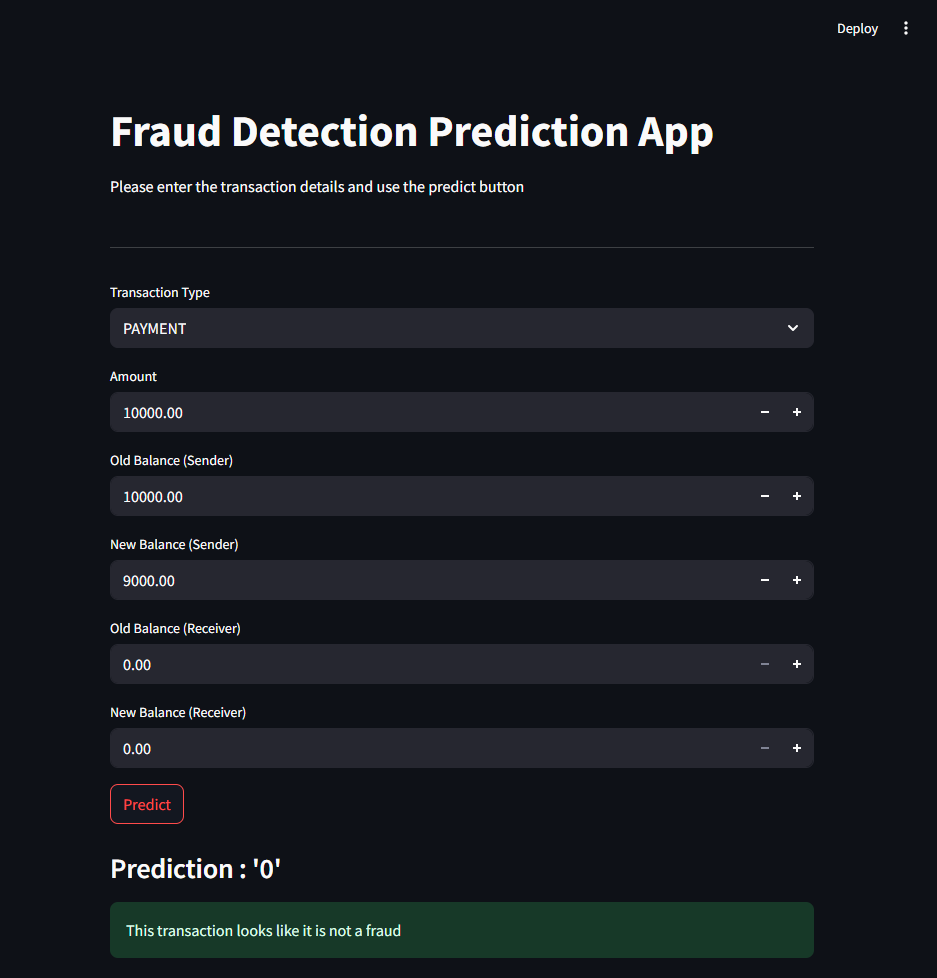 Deploy
Fraud Detection Prediction App
Please enter the transaction details and use the predict button
Transaction Type
PAYMENT
Amount
10000.00
Old Balance (Sender)
10000.00
New Balance (Sender)
9000.00
Old Balance (Receiver)
0.00
New Balance (Receiver)
0.00
Predict
Prediction : '0'
This transaction looks like it is not a fraud